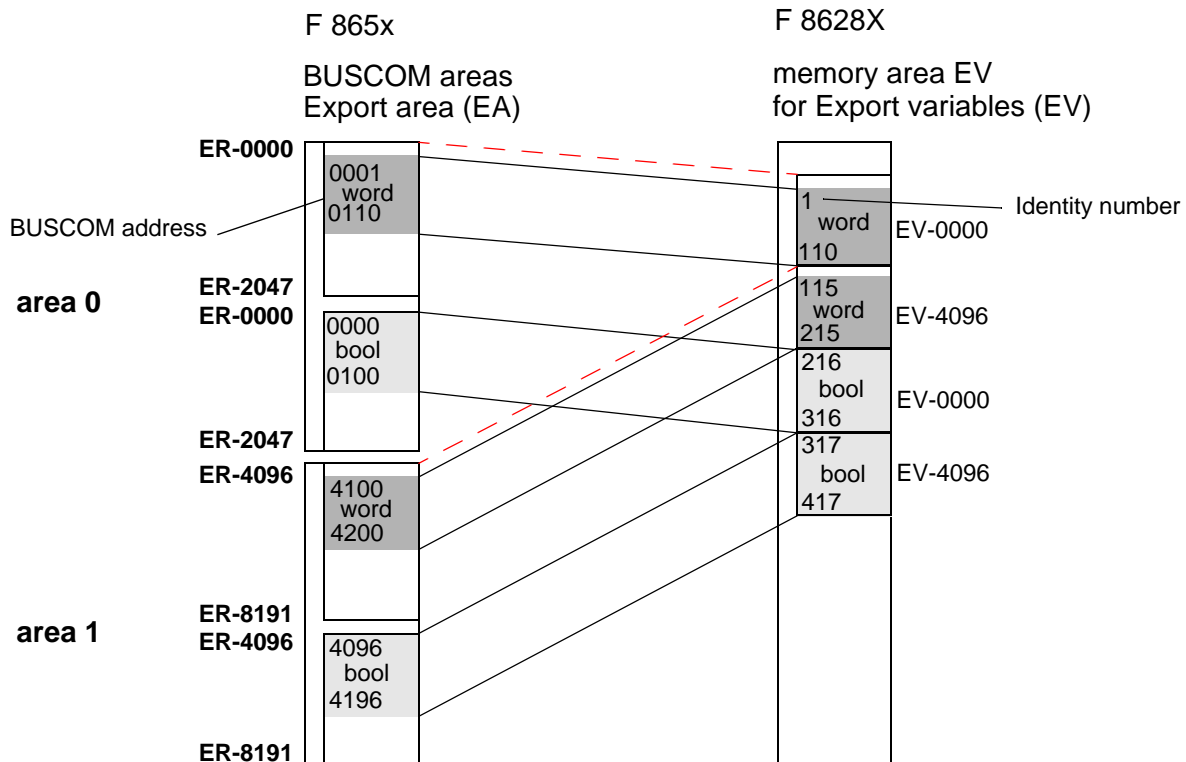 F 865x
F 8628X
BUSCOM areas
Export area (EA)
memory area EV
for Export variables (EV)
ER-0000
0001
word
0110
BUSCOM address
1
word
110
EV-0000
Identity number
area 0
ER-2047
ER-0000
0000
bool
0100
115
word
215
EV-4096
216
bool
316
EV-0000
ER-2047
ER-4096
317
bool
417
EV-4096
4100
word
4200
area 1
ER-8191
ER-4096
4096
bool
4196
ER-8191